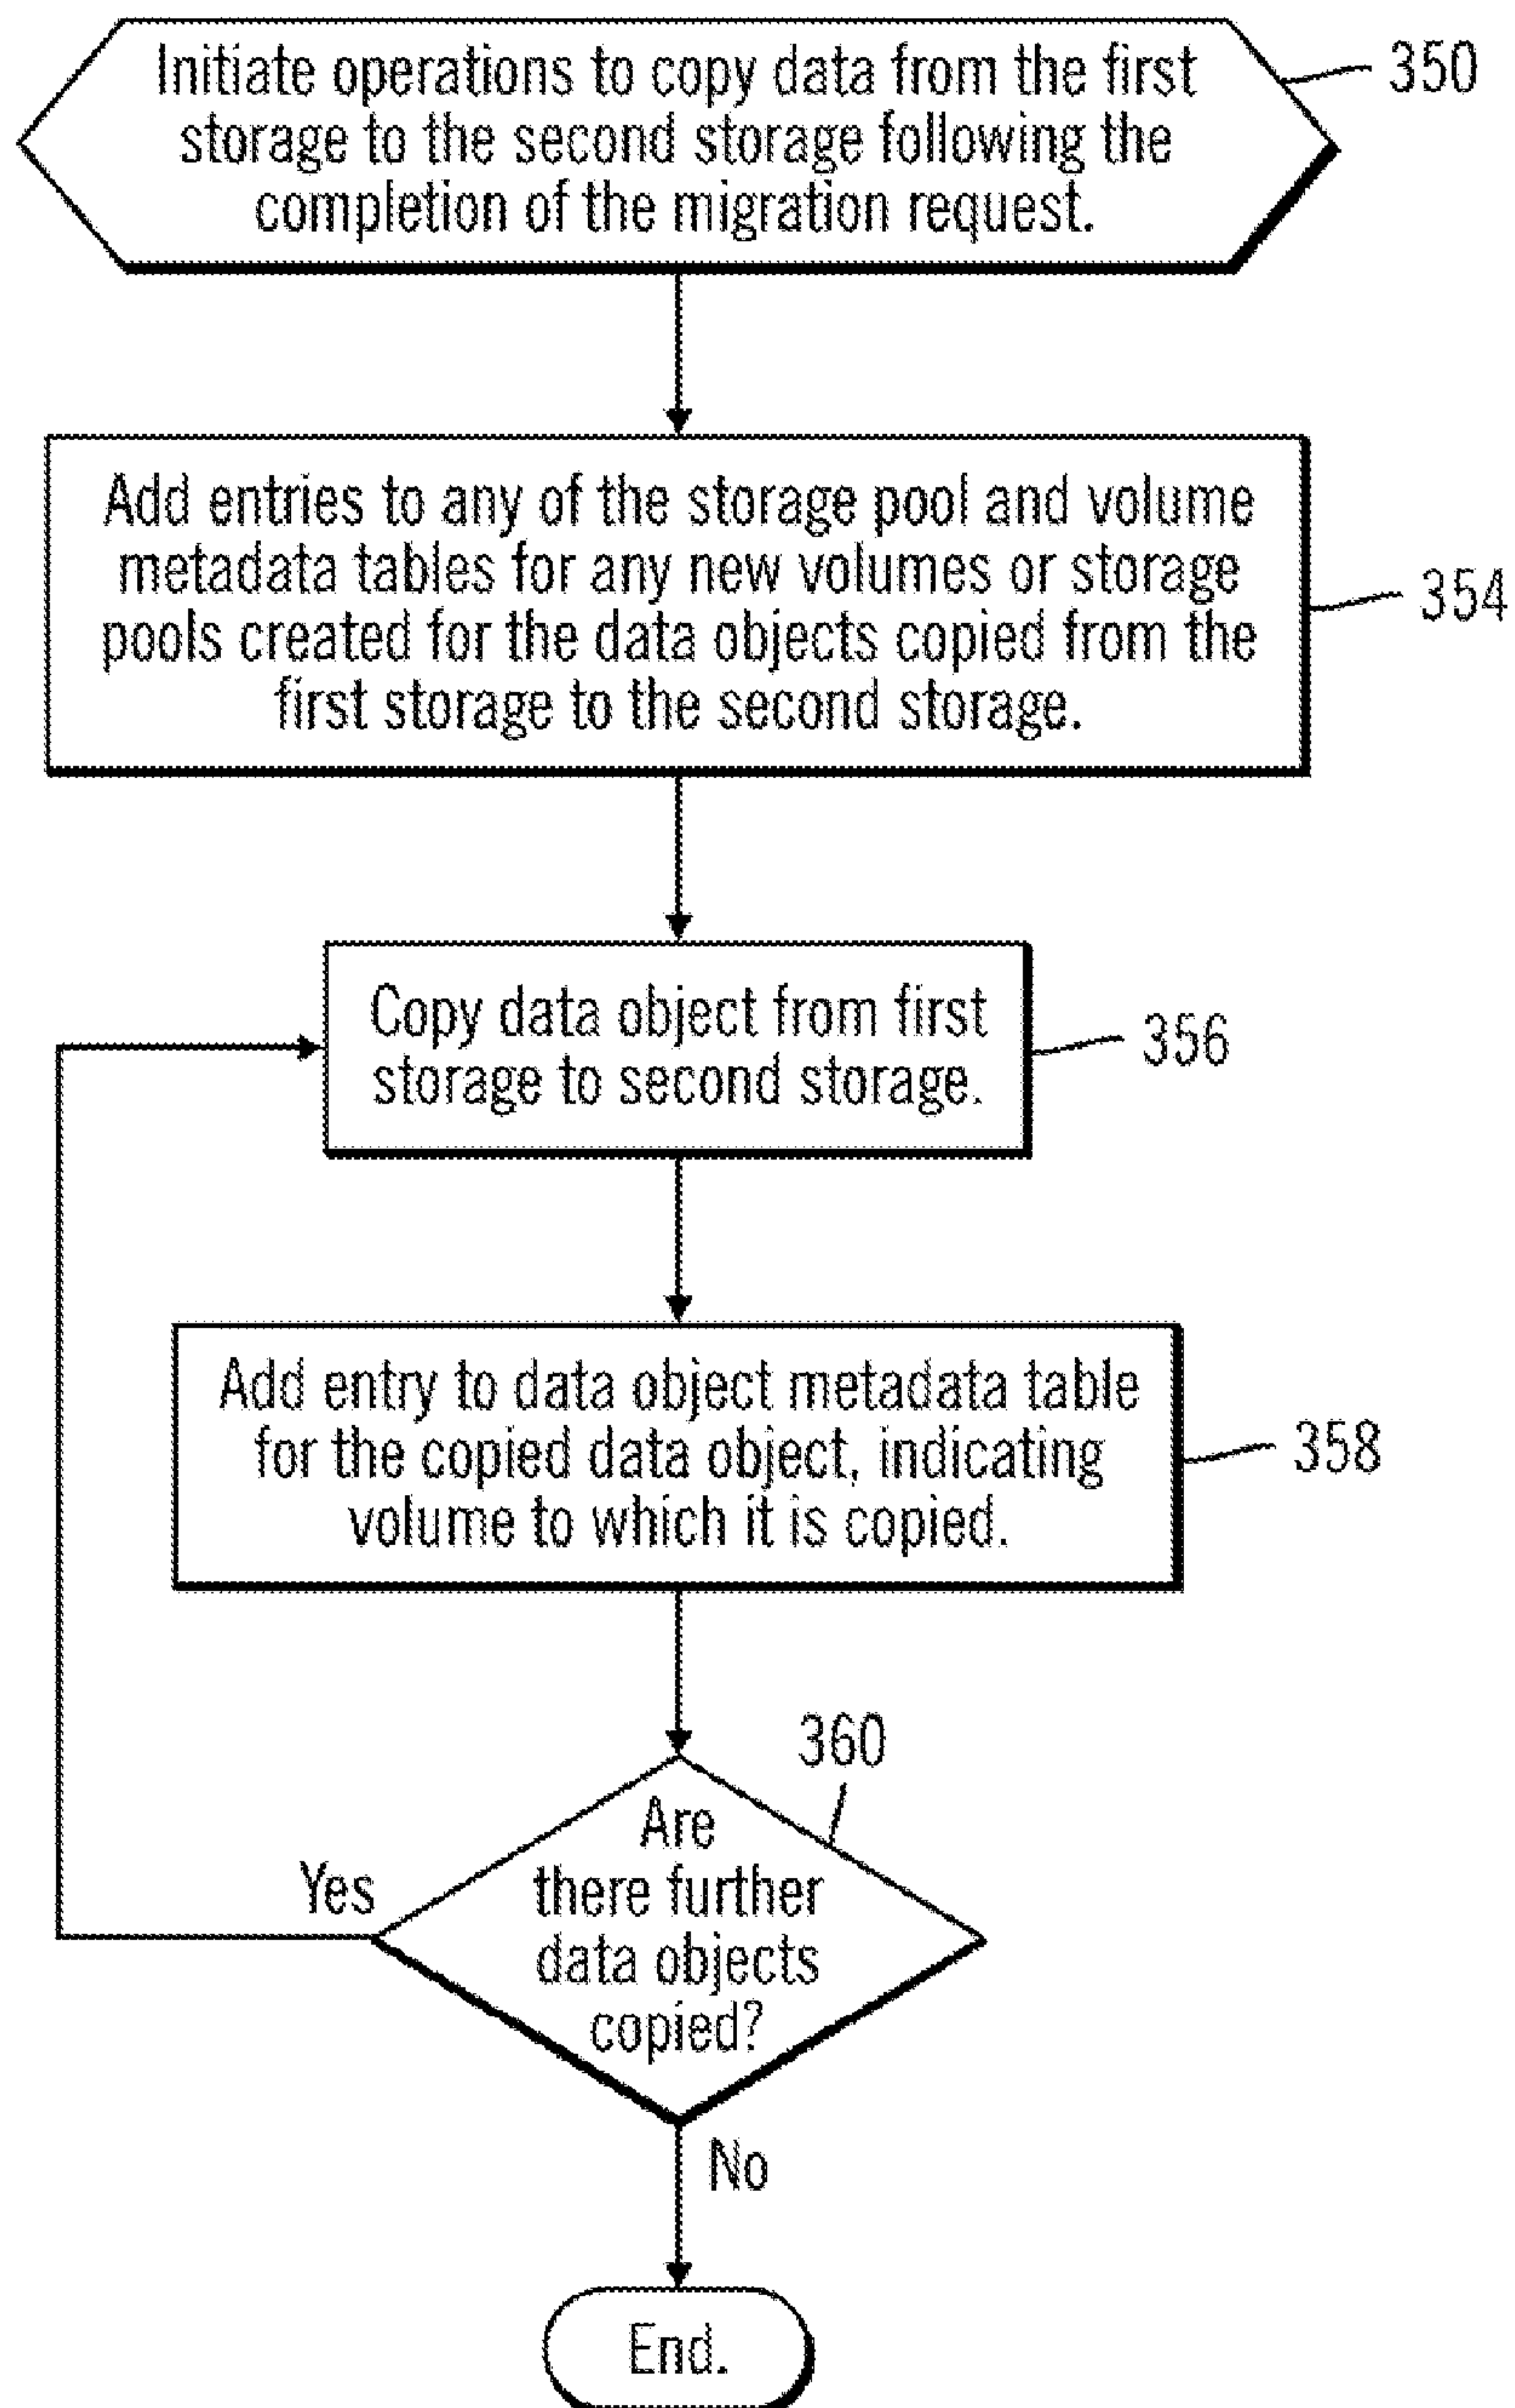 Initiate operations to copy data from the first
storage to the second storage following the
completion of the migration request.
350
Add entries to any of the storage pool and volume
metadata tables for any new volumes or storage
pools created for the data objects copied from the
first storage to the second storage.
354
Copy data object from first
storage to second storage.
356
Add entry to data object metadata table
for the copied data object, indicating
volume to which it is copied.
358
360
Are
there further
data objects
copied?
Yes
No
End.